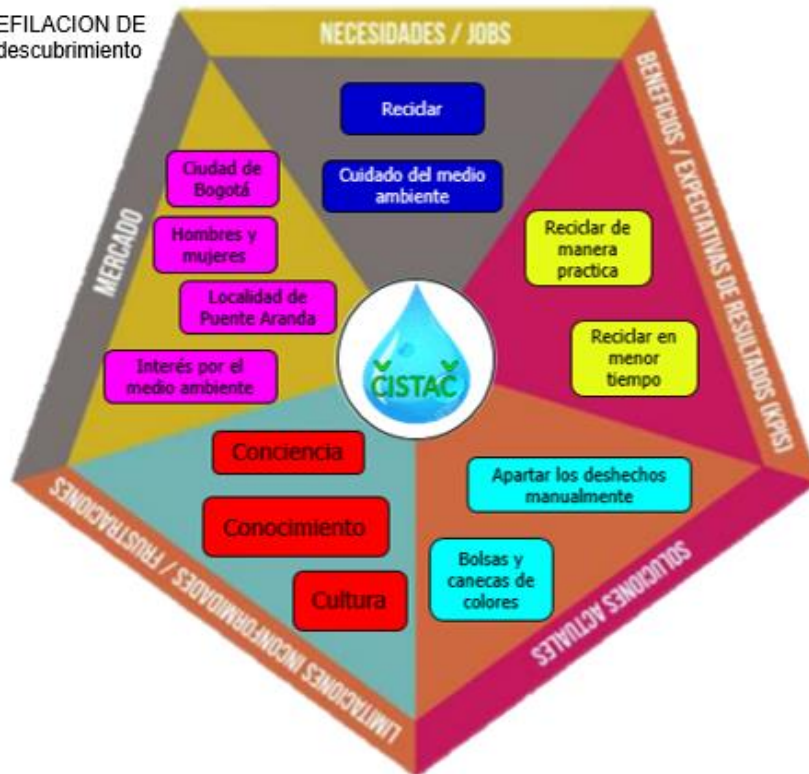 EFILACION DE
descubrimiento
NECESIDADES / JOBS
Reciclar
Cuidado del medio
ambiente
MERCADO
Ciudad de
Bogotá
Hombres y
mujeres
Localidad de
Puente Aranda
Interés por el
medio ambiente
BENEFICIOS / EXPECTATIVAS DE RESULTADOS (KPIS)
Reciclar de
manera
practica
Reciclar en
menor
tiempo
ČISTAČ
LIMITACIONES INCONFORMIDADES / FRUSTRACIONES
Conciencia
Conocimiento
Cultura
SOLUCIONES ACTUALES
Apartar los deshechos
manualmente
Bolsas y
canecas de
colores